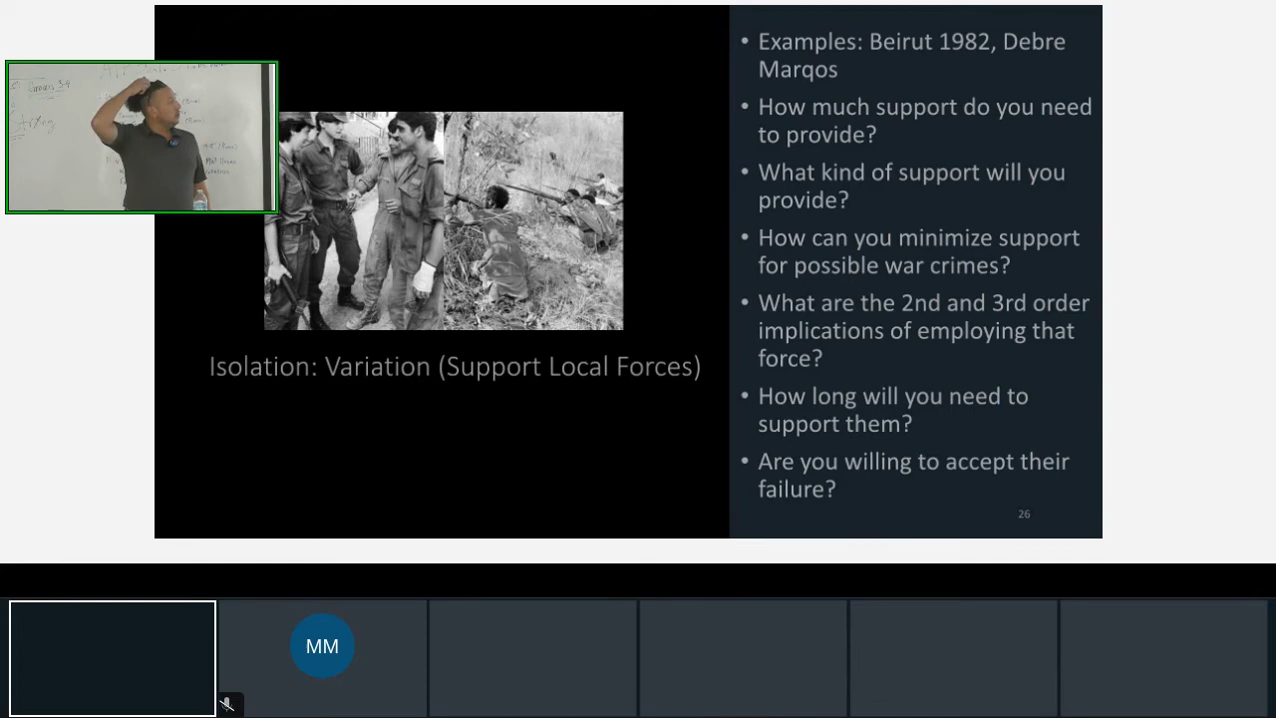 Groups 3-4
Isolation: Variation (Support Local Forces)
• Examples: Beirut 1982, Debre
Marqos
• How much support do you need
to provide?
• What kind of support will you
provide?
• How can you minimize support
for possible war crimes?
• What are the 2nd and 3rd order
implications of employing that
force?
• How long will you need to
support them?
• Are you willing to accept their
failure?
26
MM